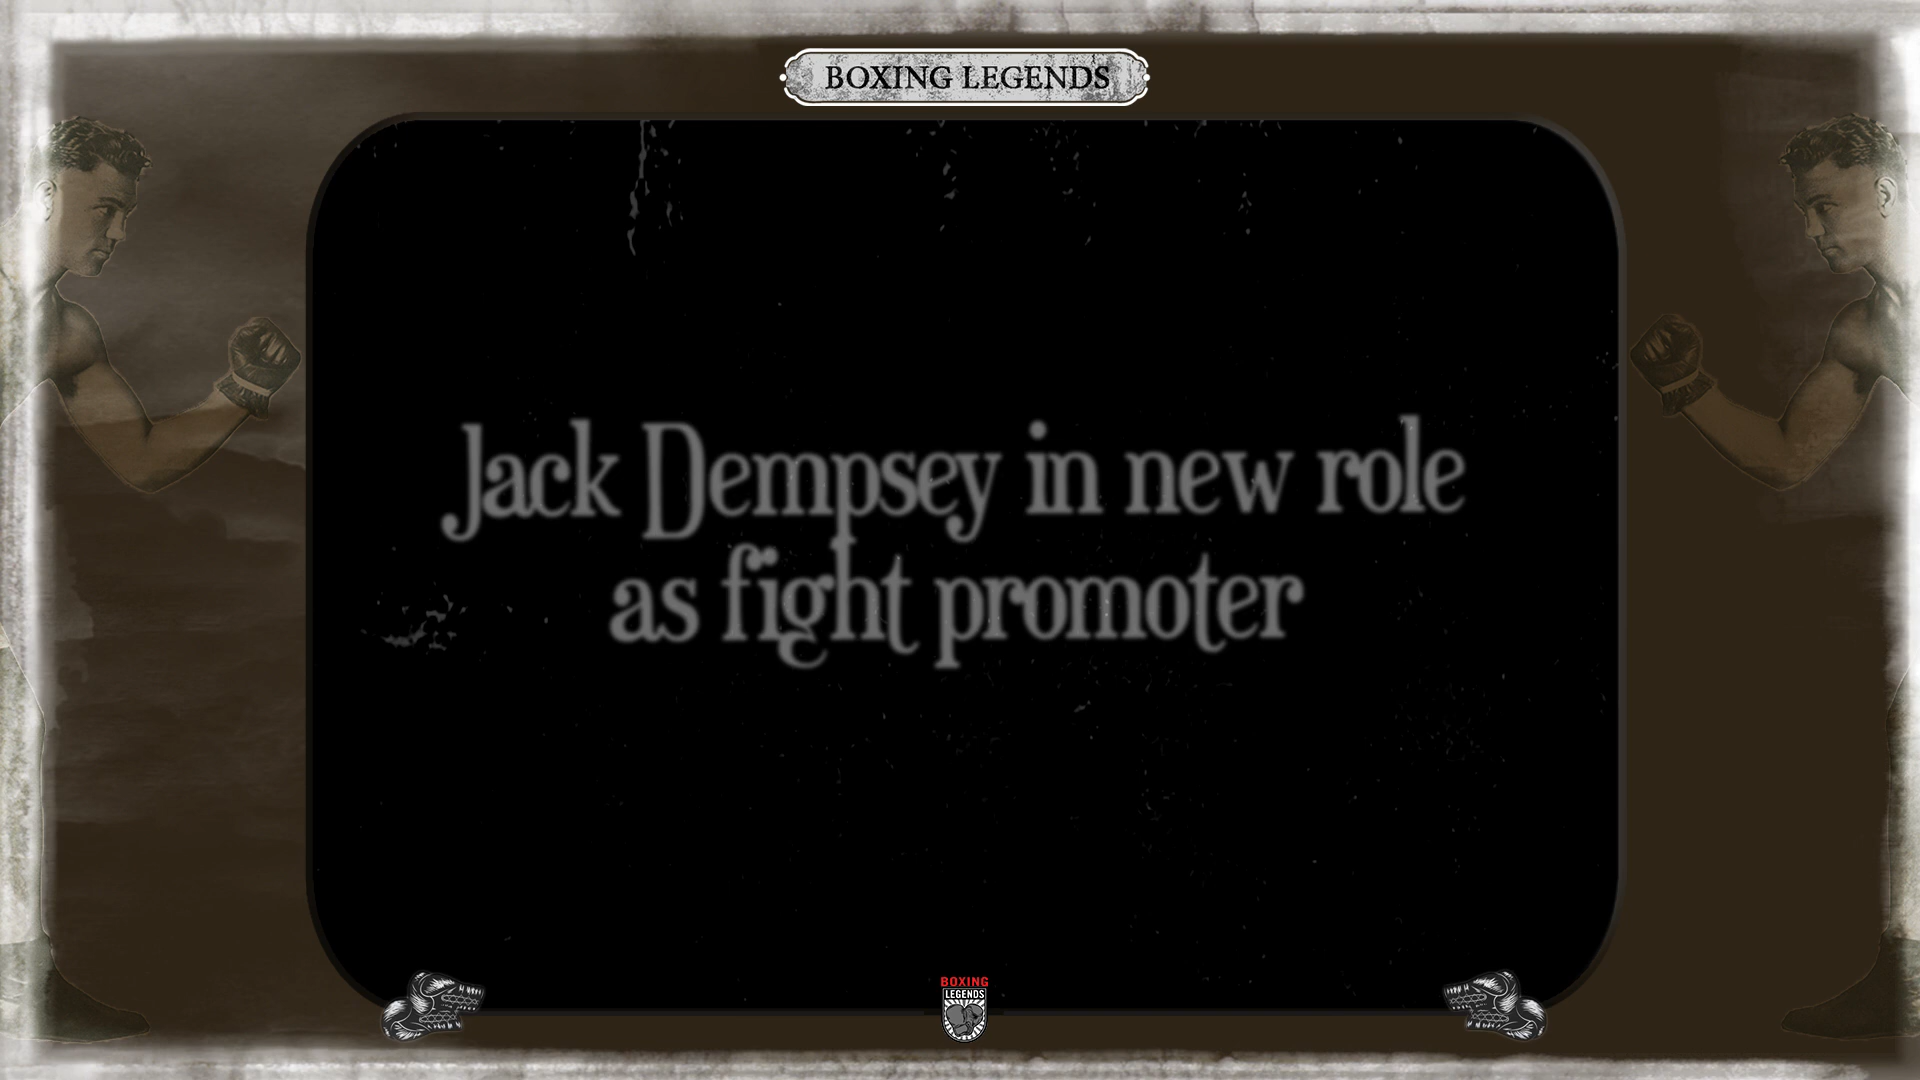 BOXING LEGENDS
Jack Dempsey in new role
as fight promoter
BOXING
LEGENDS